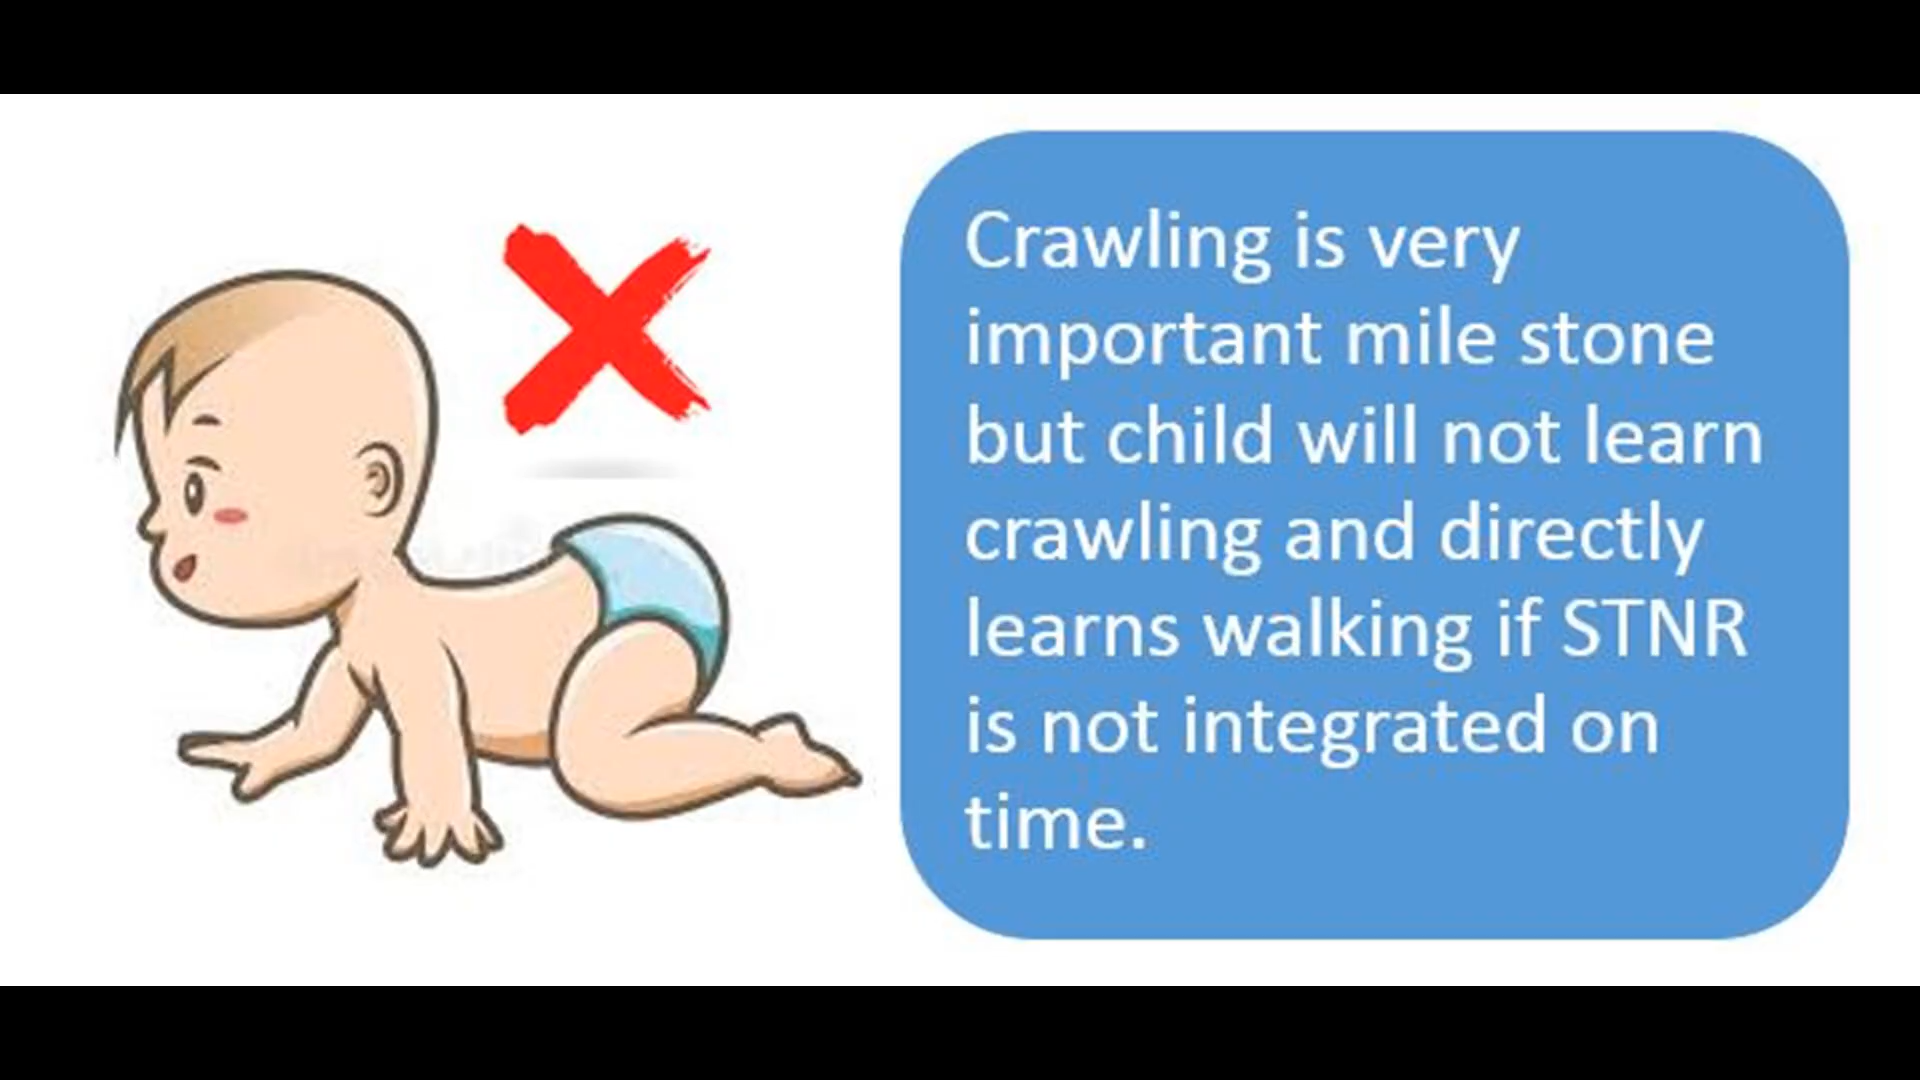 Crawling is very
important mile stone
but child will not learn
crawling and directly
learns walking if STNR
is not integrated on
time.